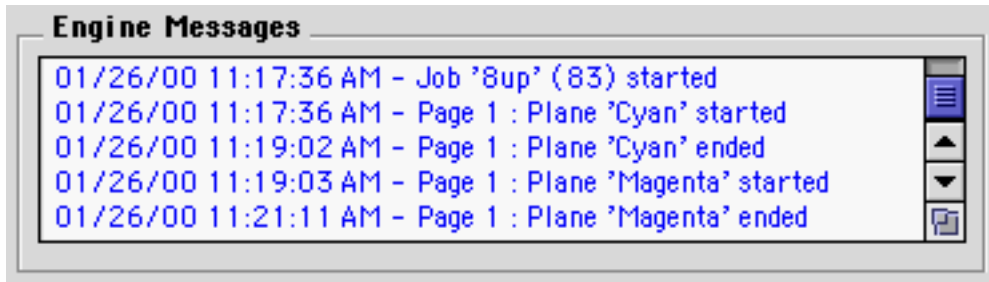 Engine Messages
01/26/00 11:17:36 AM - Job '8up' (83) started
01/26/00 11:17:36 AM - Page 1 : Plane 'Cyan' started
01/26/00 11:19:02 AM - Page 1 : Plane 'Cyan' ended
01/26/00 11:19:03 AM - Page 1 : Plane 'Magenta' started
01/26/00 11:21:11 AM - Page 1 : Plane 'Magenta' ended